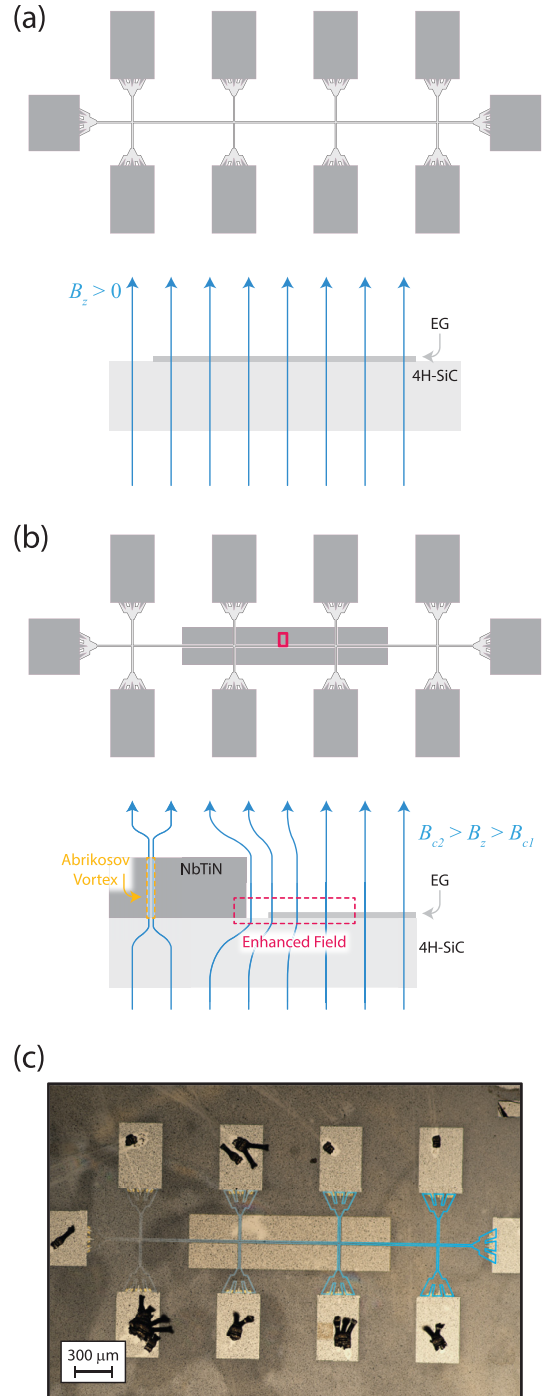 (a)
B_z > 0
EG
4H-SiC
(b)
B_c2 > B_z > B_c1
Abrikosov
Vortex
NbTiN
EG
Enhanced Field
4H-SiC
(c)
300 μm